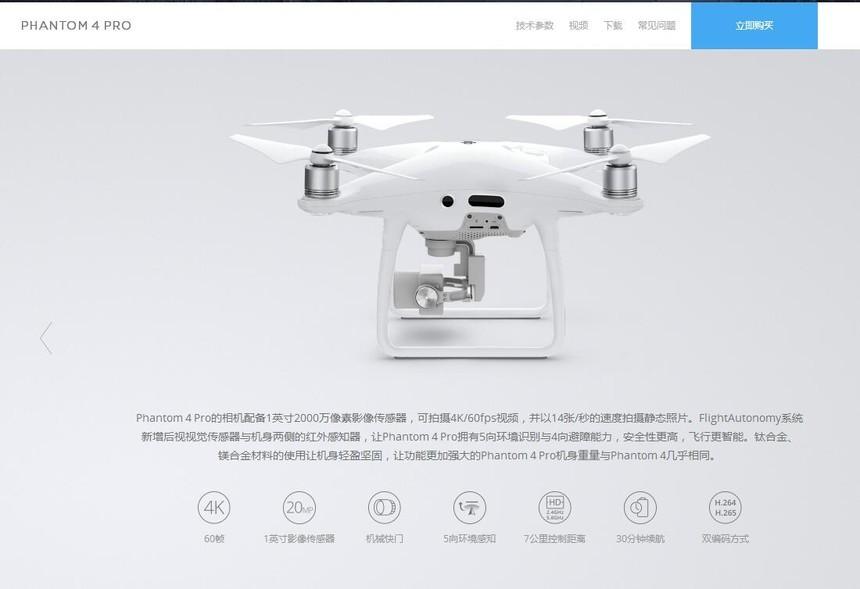 PHANTOM 4 PRO
技术参数 视频 下载 常见问题 立即购买
Phantom 4 Pro的相机配备1英寸2000万像素影像传感器，可拍摄4K/60fps视频，并以14张/秒的速度拍摄静态照片。FlightAutonomy系统
新增后视视觉传感器与机身两侧的红外感知器，让Phantom 4 Pro拥有5向环境识别与4向避障能力，安全性更高，飞行更智能。钛合金、
镁合金材料的使用让机身轻盈坚固，让功能更加强大的Phantom 4 Pro机身重量与Phantom 4几乎相同。
4K
60帧
20MP
1英寸影像传感器
机械快门
5向环境感知
HD
2.4GHz
5.8GHz
7公里控制距离
30分钟续航
H.264
H.265
双编码方式